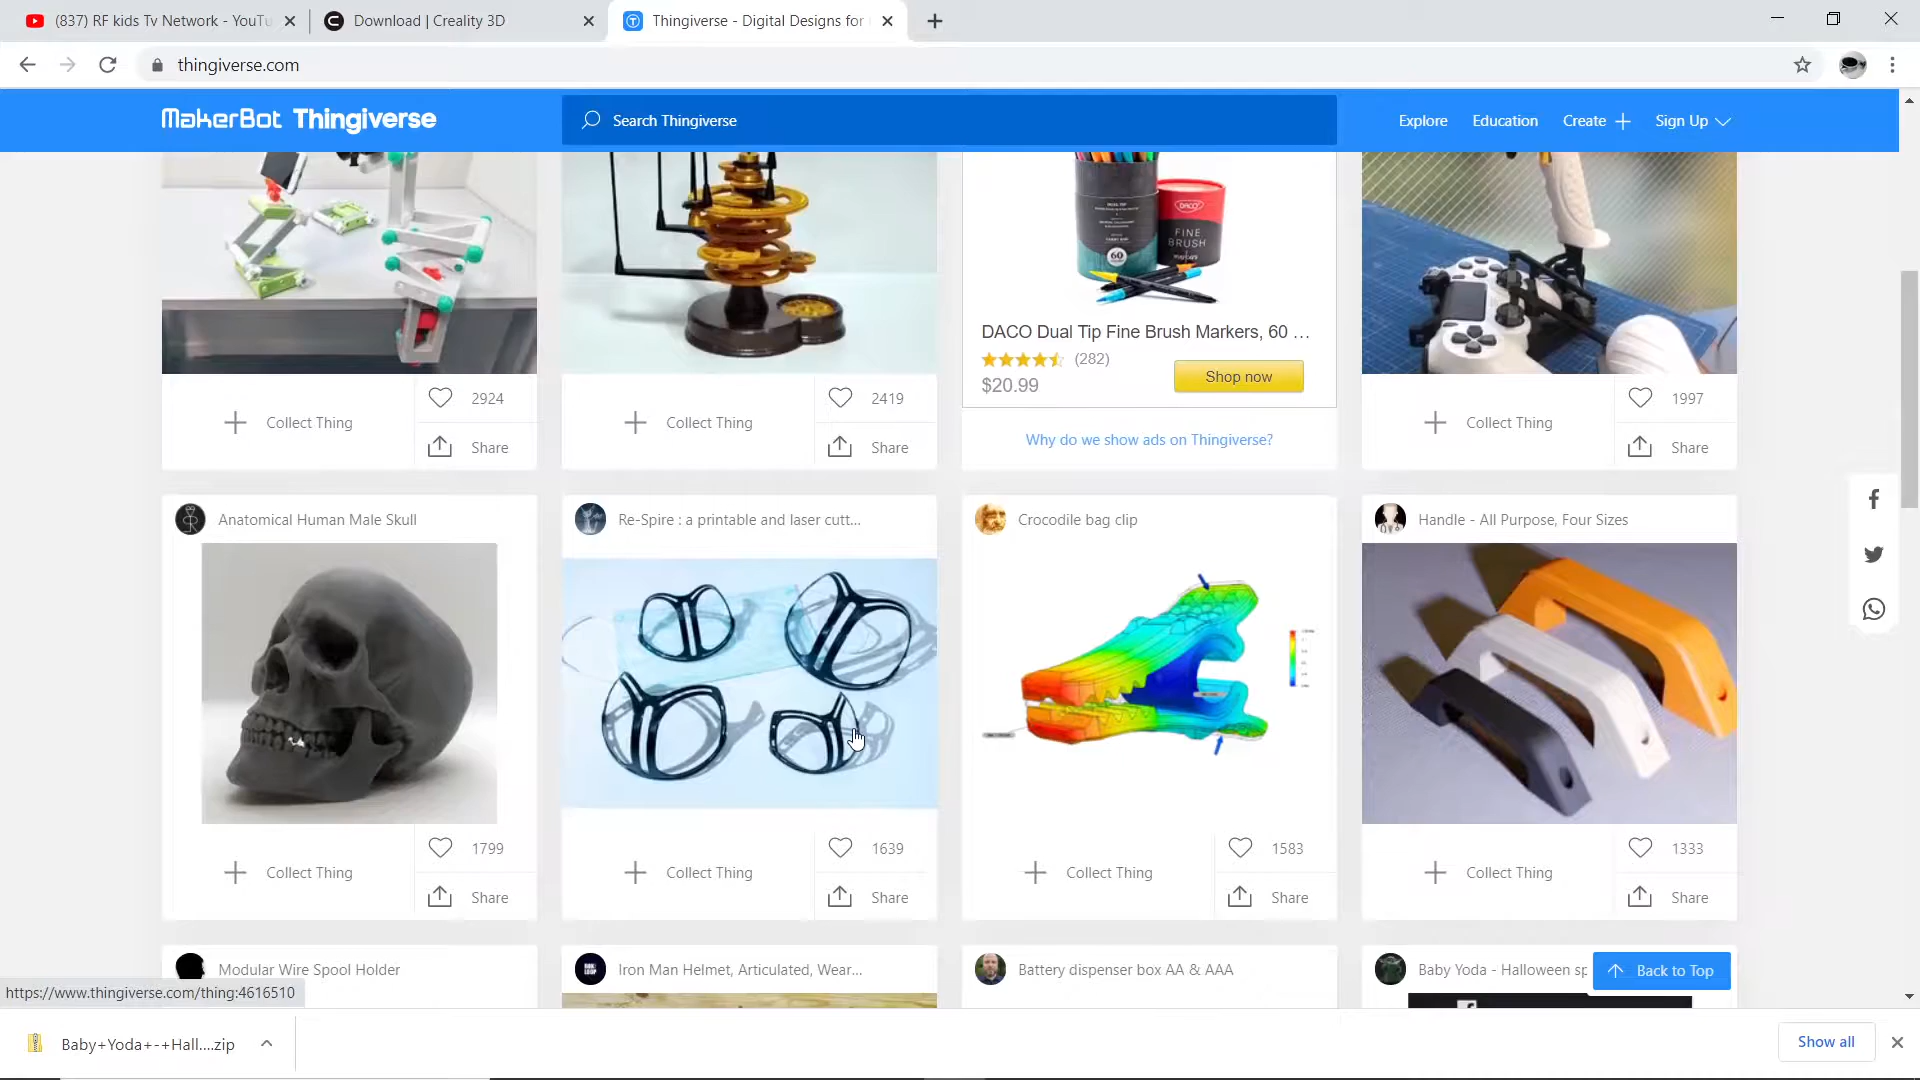 (837) RF kids Tv Network - YouTu
Download | Creality 3D
Thingiverse - Digital Designs for
thingiverse.com
MakerBot Thingiverse
Search Thingiverse
Explore
Education
Create
Sign Up
60
DACO
FINE
BRUSH
DACO Dual Tip Fine Brush Markers, 60 ...
(282)
$20.99
Shop now
Why do we show ads on Thingiverse?
Collect Thing
2924
Share
Collect Thing
2419
Share
Collect Thing
1997
Share
Anatomical Human Male Skull
Re-Spire : a printable and laser cutt...
Crocodile bag clip
Handle - All Purpose, Four Sizes
Collect Thing
1799
Share
Collect Thing
1639
Share
Collect Thing
1583
Share
Collect Thing
1333
Share
Modular Wire Spool Holder
Iron Man Helmet, Articulated, Wear...
Battery dispenser box AA & AAA
Baby Yoda - Halloween sp
Back to Top
https://www.thingiverse.com/thing:4616510
Baby+Yoda+-+Hall....zip
Show all